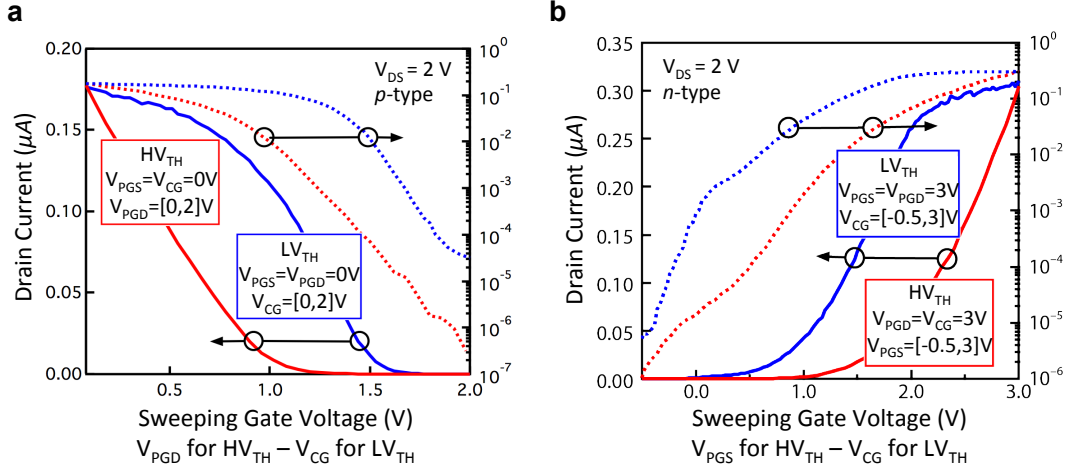 a
0.20
0.15
0.10
0.05
0.00
Drain Current (μA)
V_DS = 2 V
p-type
10^0
10^-1
10^-2
10^-3
10^-4
10^-5
10^-6
10^-7
HV_TH
V_PGS=V_CG=0V
V_PGD=[0,2]V
LV_TH
V_PGS=V_PGD=0V
V_CG=[0,2]V
0.5 1.0 1.5 2.0
Sweeping Gate Voltage (V)
V_PGD for HV_TH – V_CG for LV_TH
b
0.35
0.30
0.25
0.20
0.15
0.10
0.05
0.00
Drain Current (μA)
V_DS = 2 V
n-type
10^0
10^-1
10^-2
10^-3
10^-4
10^-5
10^-6
LV_TH
V_PGS=V_PGD=3V
V_CG=[-0.5,3]V
HV_TH
V_PGD=V_CG=3V
V_PGS=[-0.5,3]V
0.0 1.0 2.0 3.0
Sweeping Gate Voltage (V)
V_PGS for HV_TH – V_CG for LV_TH